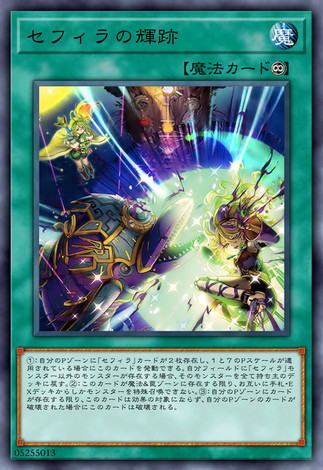 セフィラの輝跡
魔
【魔法カード】
①:自分のPゾーンに「セフィラ」カードが2枚存在し、1と7のPスケールが適
用されている場合にこのカードを発動できる。自分フィールドに「セフィラ」モ
ンスター以外のモンスターが存在する場合、そのモンスターを全て持ち主のデ
ッキに戻す。②:このカードが魔法&罠ゾーンに存在する限り、お互いに手札・E
Xデッキからしかモンスターを特殊召喚できない。③:自分のPゾーンにカード
が存在する限り、このカードは効果の対象にならず、自分のPゾーンのカードが
破壊された場合にこのカードは破壊される。
05255013